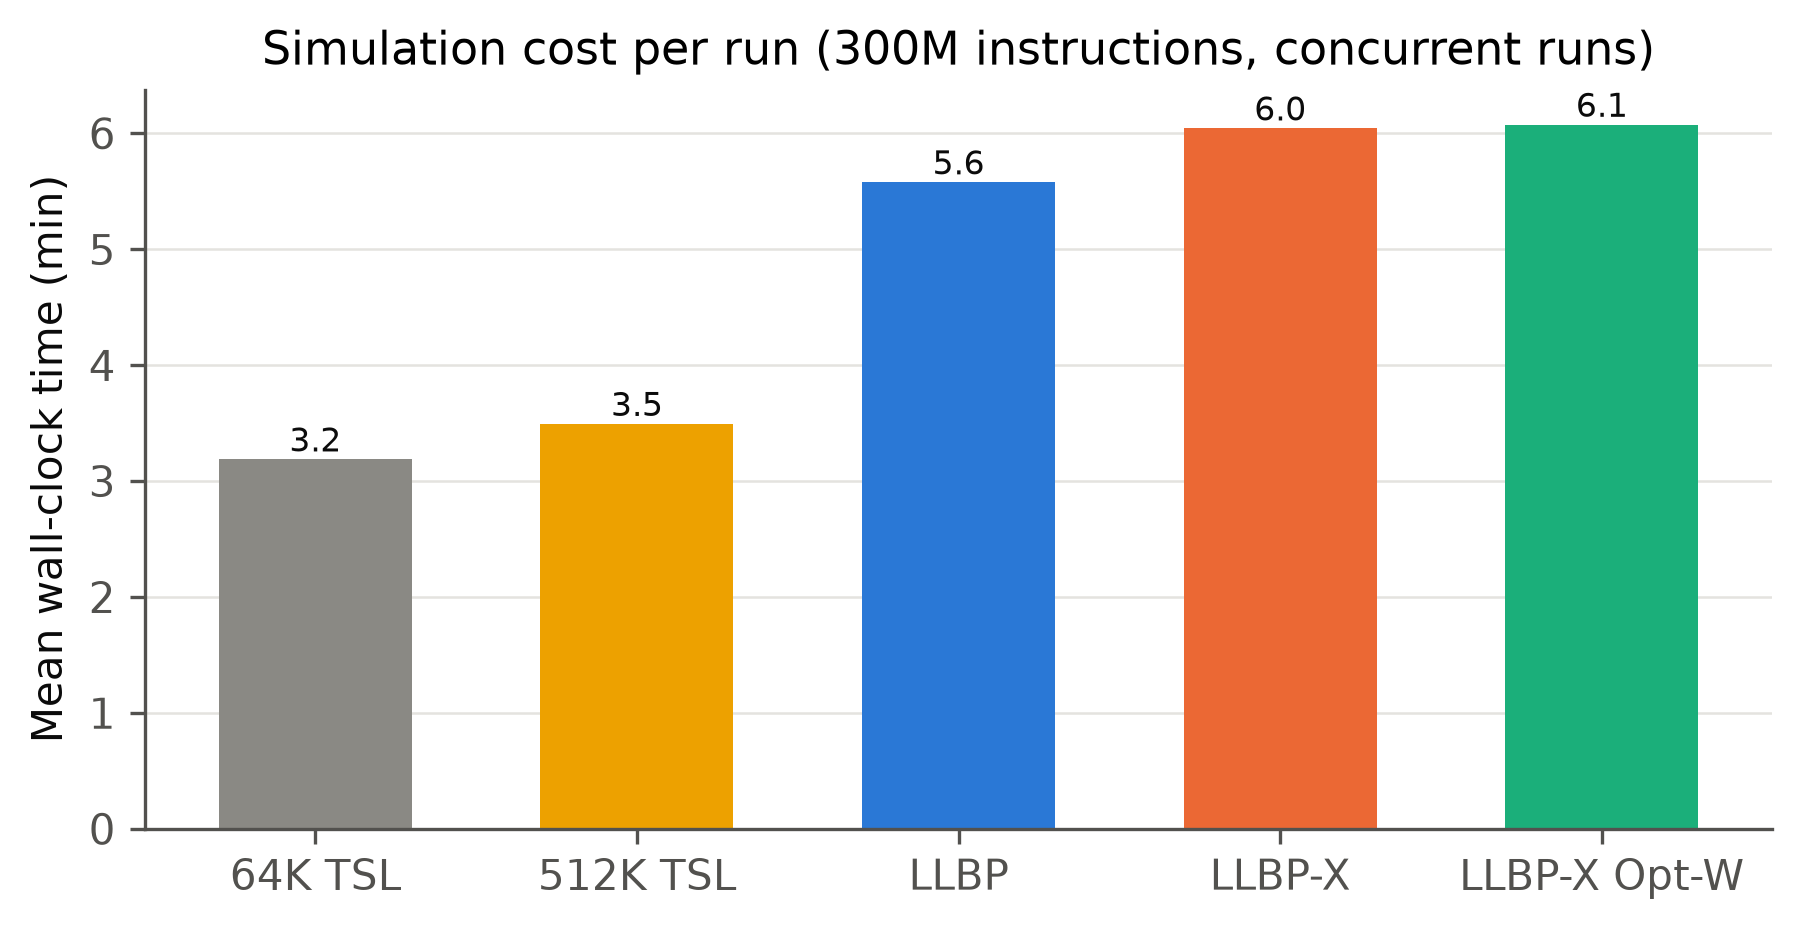 Simulation cost per run (300M instructions, concurrent runs)
Mean wall-clock time (min)
6
5
4
3
2
1
0
3.2
3.5
5.6
6.0
6.1
64K TSL
512K TSL
LLBP
LLBP-X
LLBP-X Opt-W